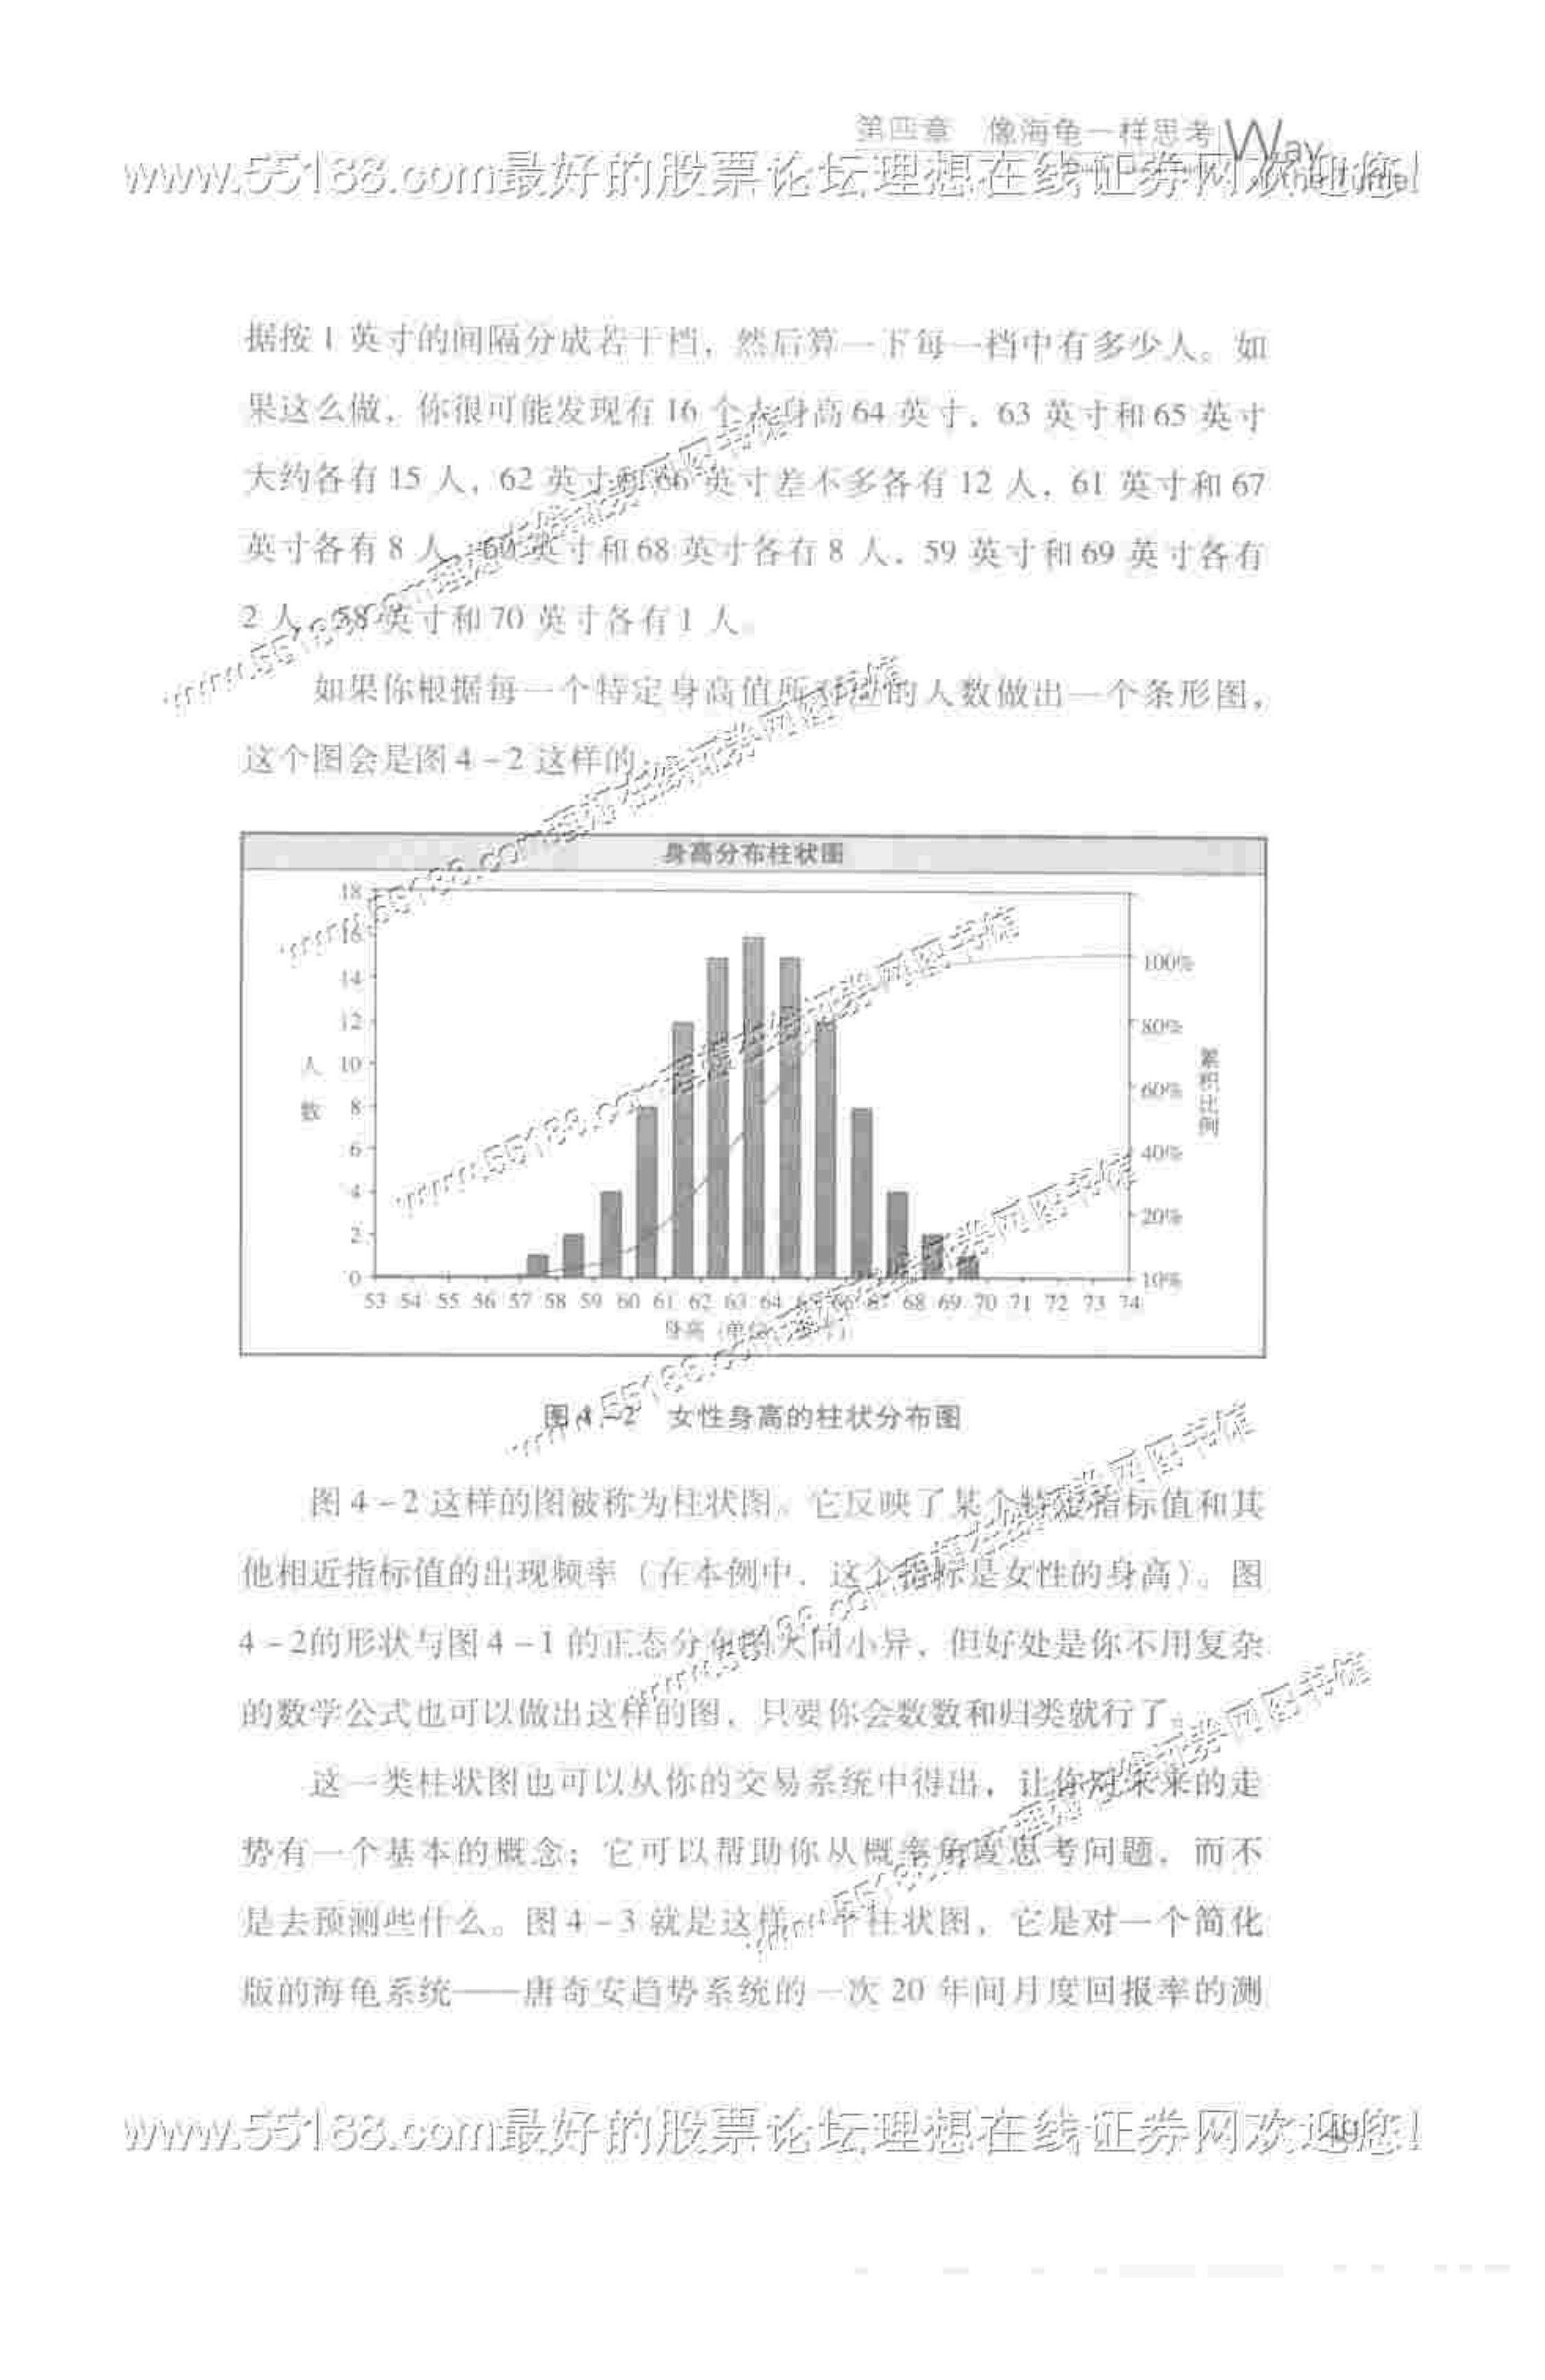 第四章 像海龟一样思考 Way
www.55188.com最好的股票论坛理想在线证券网欢迎您!
据按1英寸的间隔分成若干档，然后算一下每一档中有多少人。如
果这么做，你很可能发现有16个人身高64英寸，63英寸和65英寸
大约各有15人，62英寸和66英寸差不多各有12人，61英寸和67
英寸各有8人，60英寸和68英寸各有8人，59英寸和69英寸各有
2人，58英寸和70英寸各有1人。
如果你根据每一个特定身高值所对应的人数做出一个条形图，
这个图会是图4-2这样的：
身高分布柱状图
18
16
14
12
10
8
6
4
2
0
人数
100%
80%
60%
40%
20%
10%
累积比例
53 54 55 56 57 58 59 60 61 62 63 64 65 66 67 68 69 70 71 72 73 74
身高（单位：英寸）
图4-2 女性身高的柱状分布图
图4-2这样的图被称为柱状图。它反映了某个特定指标值和其
他相近指标值的出现频率（在本例中，这个指标是女性的身高）。图
4-2的形状与图4-1的正态分布图大同小异，但好处是你不用复杂
的数学公式也可以做出这样的图，只要你会数数和归类就行了。
这一类柱状图也可以从你的交易系统中得出，让你对未来的走
势有一个基本的概念；它可以帮助你从概率角度思考问题，而不
是去预测些什么。图4-3就是这样一个柱状图，它是对一个简化
版的海龟系统——唐奇安趋势系统的一次20年间月度回报率的测
www.55188.com最好的股票论坛理想在线证券网欢迎您!
49